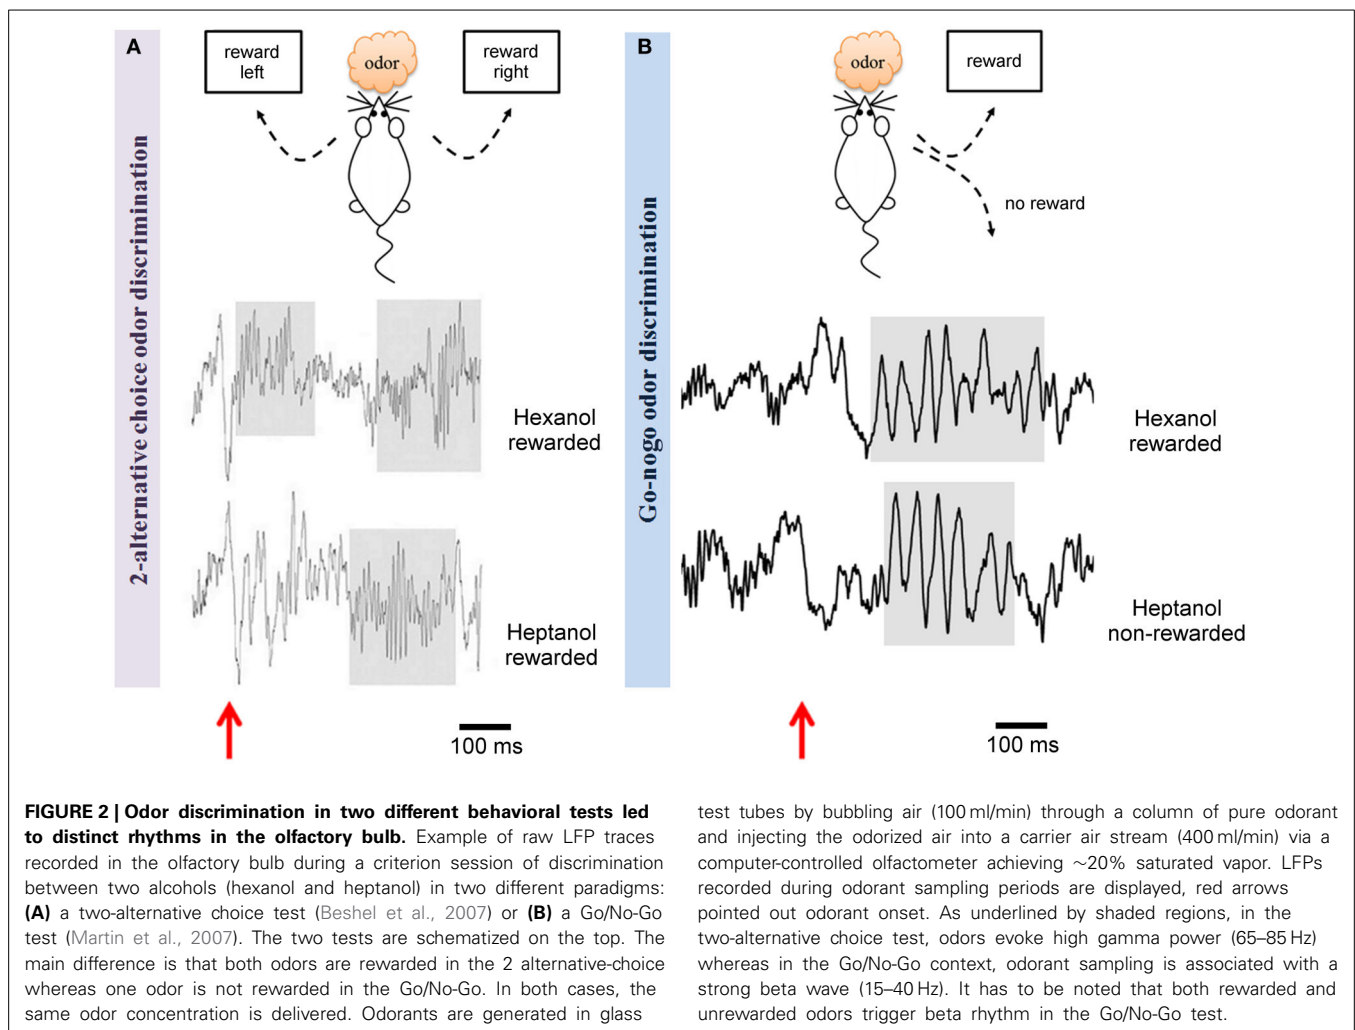 A
reward
left
odor
reward
right
2-alternative choice odor discrimination
Hexanol
rewarded
Heptanol
rewarded
100 ms
B
odor
reward
no reward
Go-nogo odor discrimination
Hexanol
rewarded
Heptanol
non-rewarded
100 ms
FIGURE 2 | Odor discrimination in two different behavioral tests led
to distinct rhythms in the olfactory bulb. Example of raw LFP traces
recorded in the olfactory bulb during a criterion session of discrimination
between two alcohols (hexanol and heptanol) in two different paradigms:
(A) a two-alternative choice test (Beshel et al., 2007) or (B) a Go/No-Go
test (Martin et al., 2007). The two tests are schematized on the top. The
main difference is that both odors are rewarded in the 2 alternative-choice
whereas one odor is not rewarded in the Go/No-Go. In both cases, the
same odor concentration is delivered. Odorants are generated in glass
test tubes by bubbling air (100 ml/min) through a column of pure odorant
and injecting the odorized air into a carrier air stream (400 ml/min) via a
computer-controlled olfactometer achieving ∼20% saturated vapor. LFPs
recorded during odorant sampling periods are displayed, red arrows
pointed out odorant onset. As underlined by shaded regions, in the
two-alternative choice test, odors evoke high gamma power (65–85 Hz)
whereas in the Go/No-Go context, odorant sampling is associated with a
strong beta wave (15–40 Hz). It has to be noted that both rewarded and
unrewarded odors trigger beta rhythm in the Go/No-Go test.